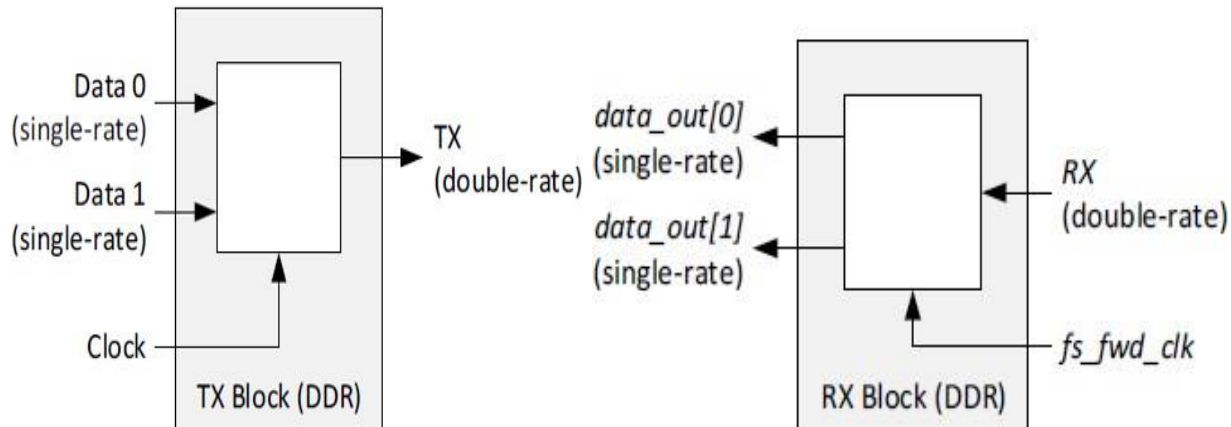 Data 0
(single-rate)
Data 1
(single-rate)
Clock
TX
(double-rate)
TX Block (DDR)
data_out[0]
(single-rate)
data_out[1]
(single-rate)
RX
(double-rate)
fs_fwd_clk
RX Block (DDR)